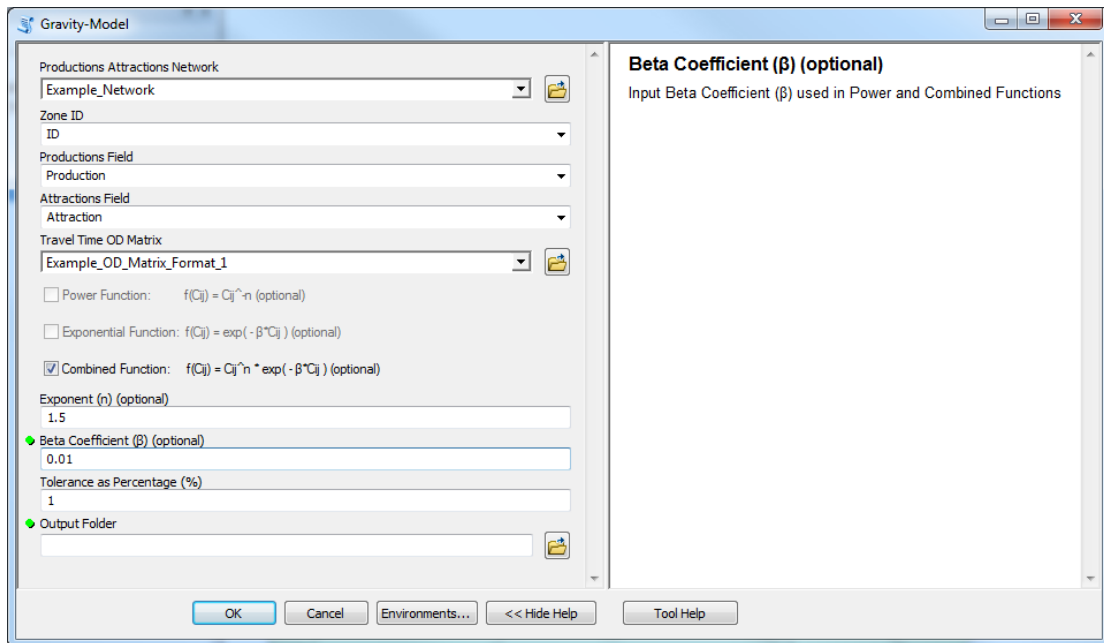 Gravity-Model
Productions Attractions Network
Example_Network
Zone ID
ID
Productions Field
Production
Attractions Field
Attraction
Travel Time OD Matrix
Example_OD_Matrix_Format_1
Power Function: f(Cij) = Cij^-n (optional)
Exponential Function: f(Cij) = exp( - β*Cij ) (optional)
Combined Function: f(Cij) = Cij^n * exp( - β*Cij ) (optional)
Exponent (n) (optional)
1.5
Beta Coefficient (β) (optional)
0.01
Tolerance as Percentage (%)
1
Output Folder
OK Cancel Environments... << Hide Help
Beta Coefficient (β) (optional)
Input Beta Coefficient (β) used in Power and Combined Functions
Tool Help